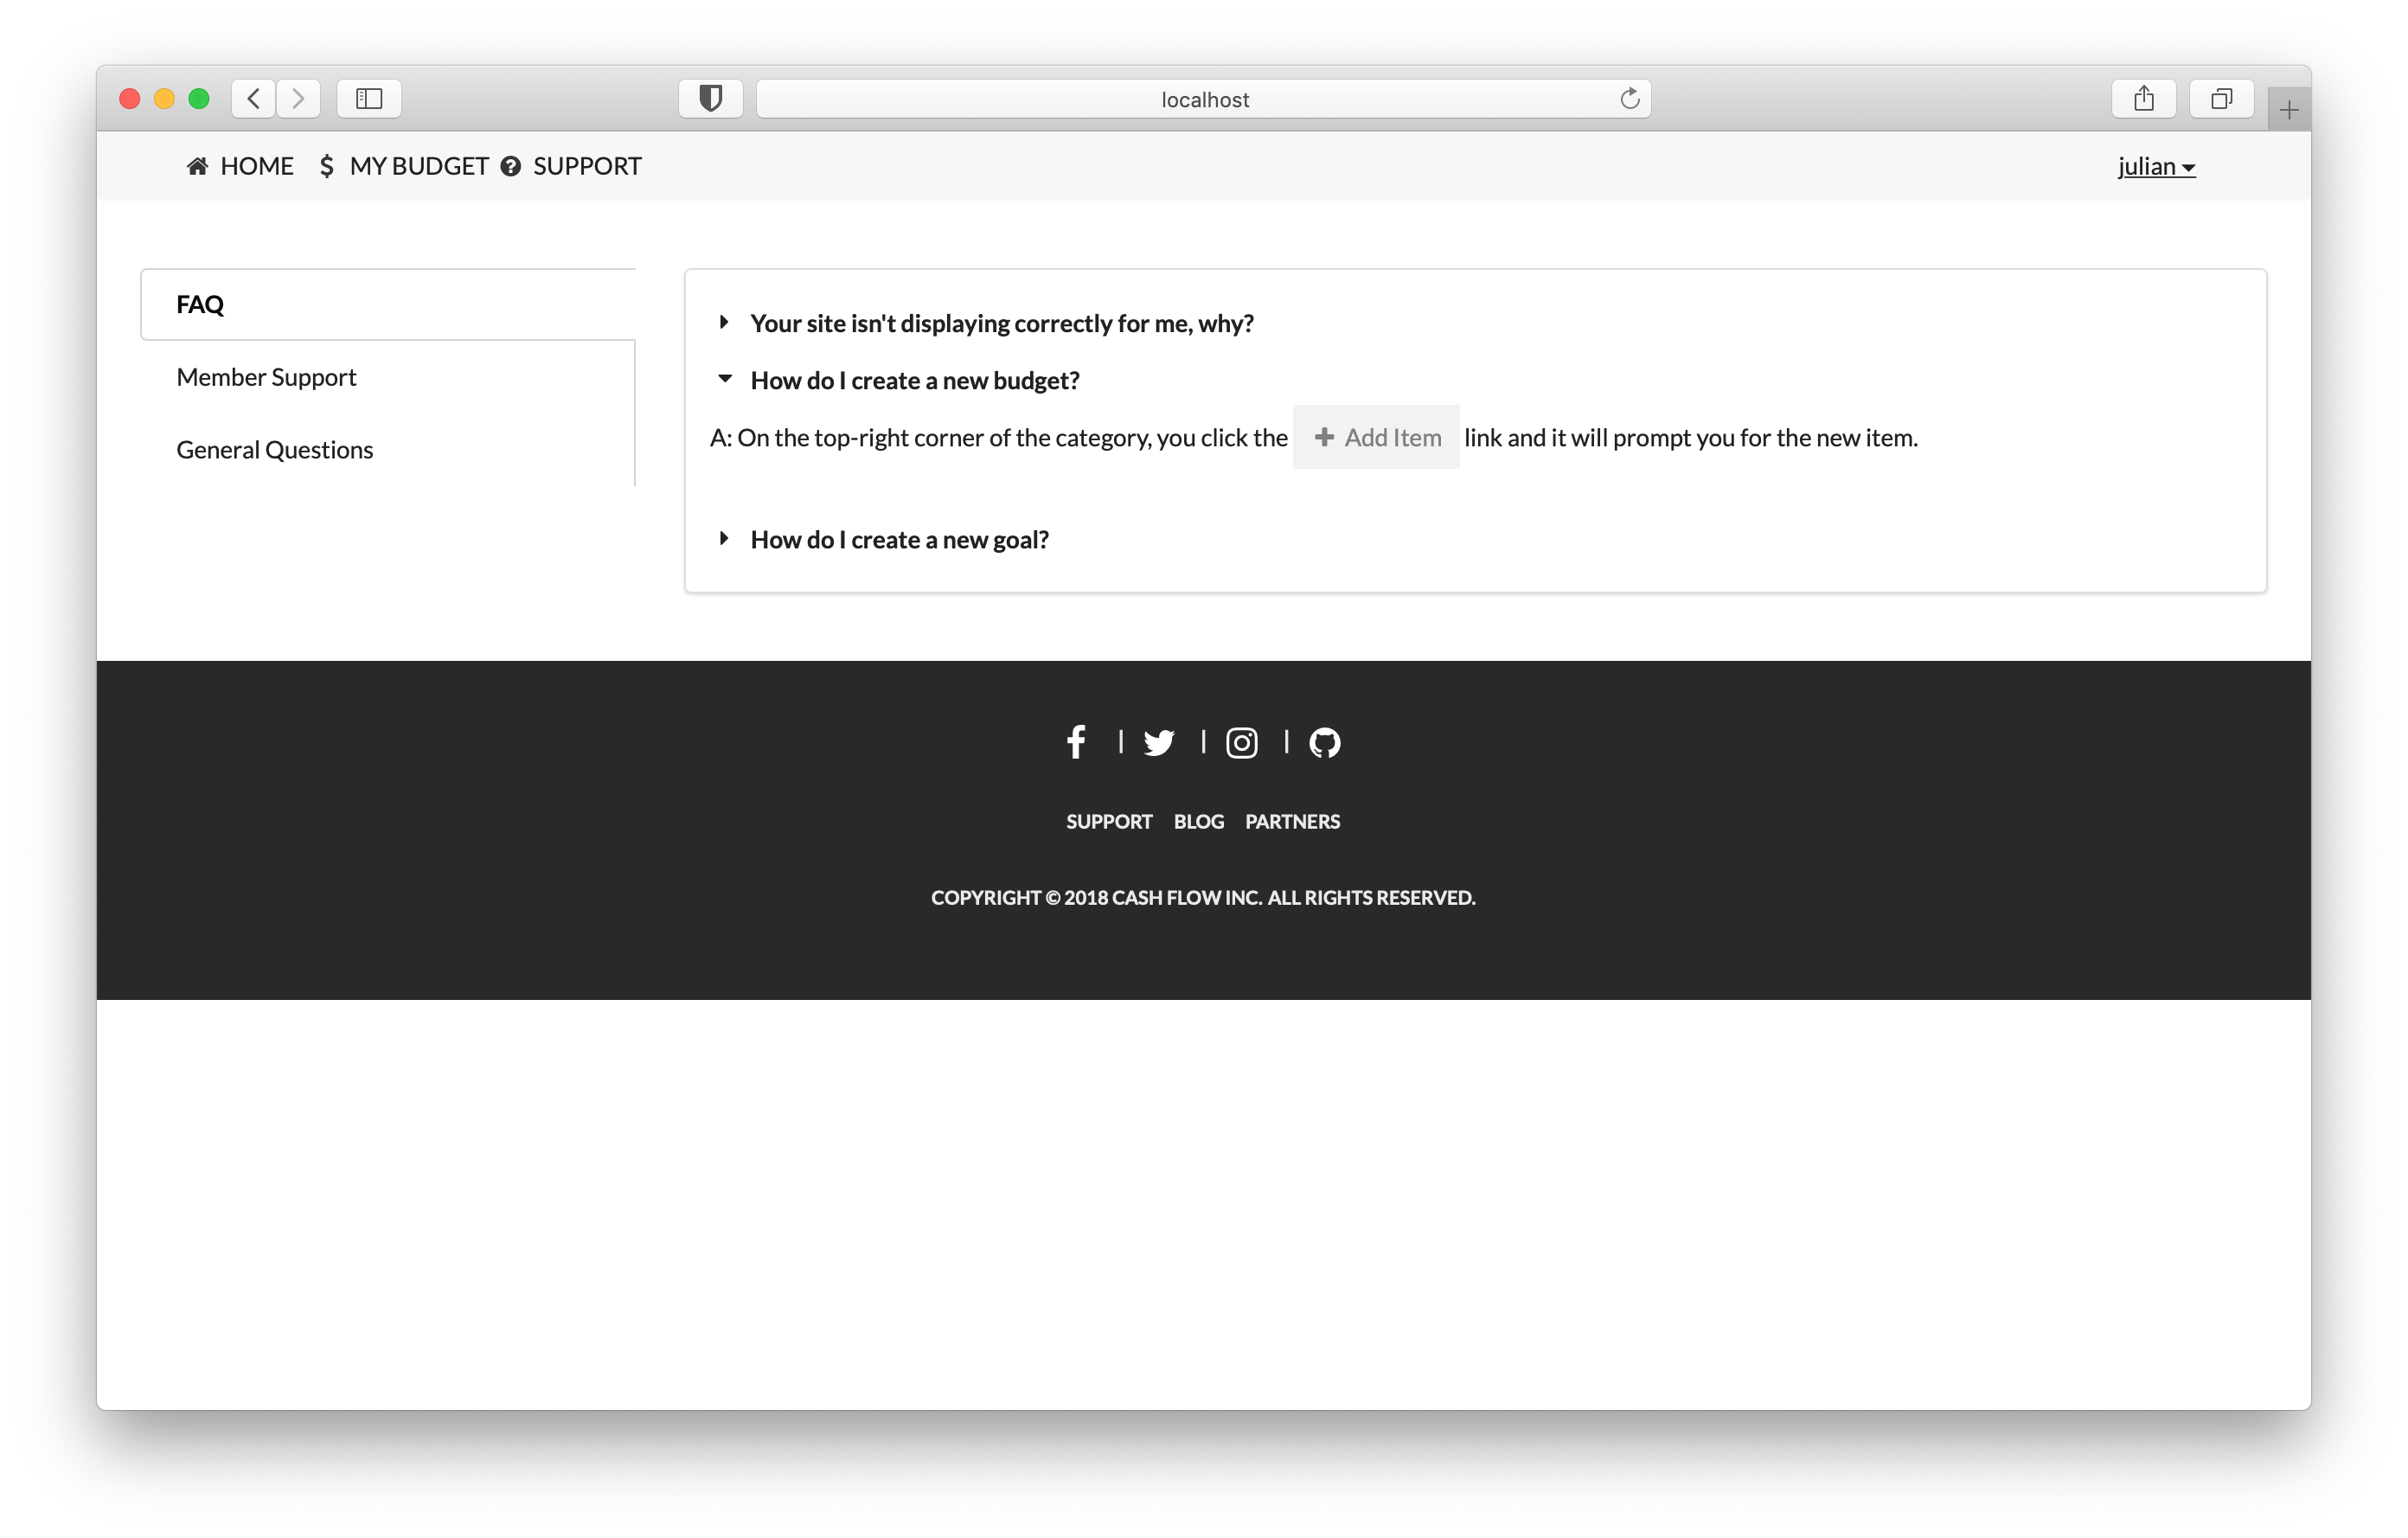 localhost
HOME $ MY BUDGET SUPPORT julian
FAQ
Member Support
General Questions
Your site isn't displaying correctly for me, why?
How do I create a new budget?
A: On the top-right corner of the category, you click the + Add Item link and it will prompt you for the new item.
How do I create a new goal?
SUPPORT BLOG PARTNERS
COPYRIGHT © 2018 CASH FLOW INC. ALL RIGHTS RESERVED.